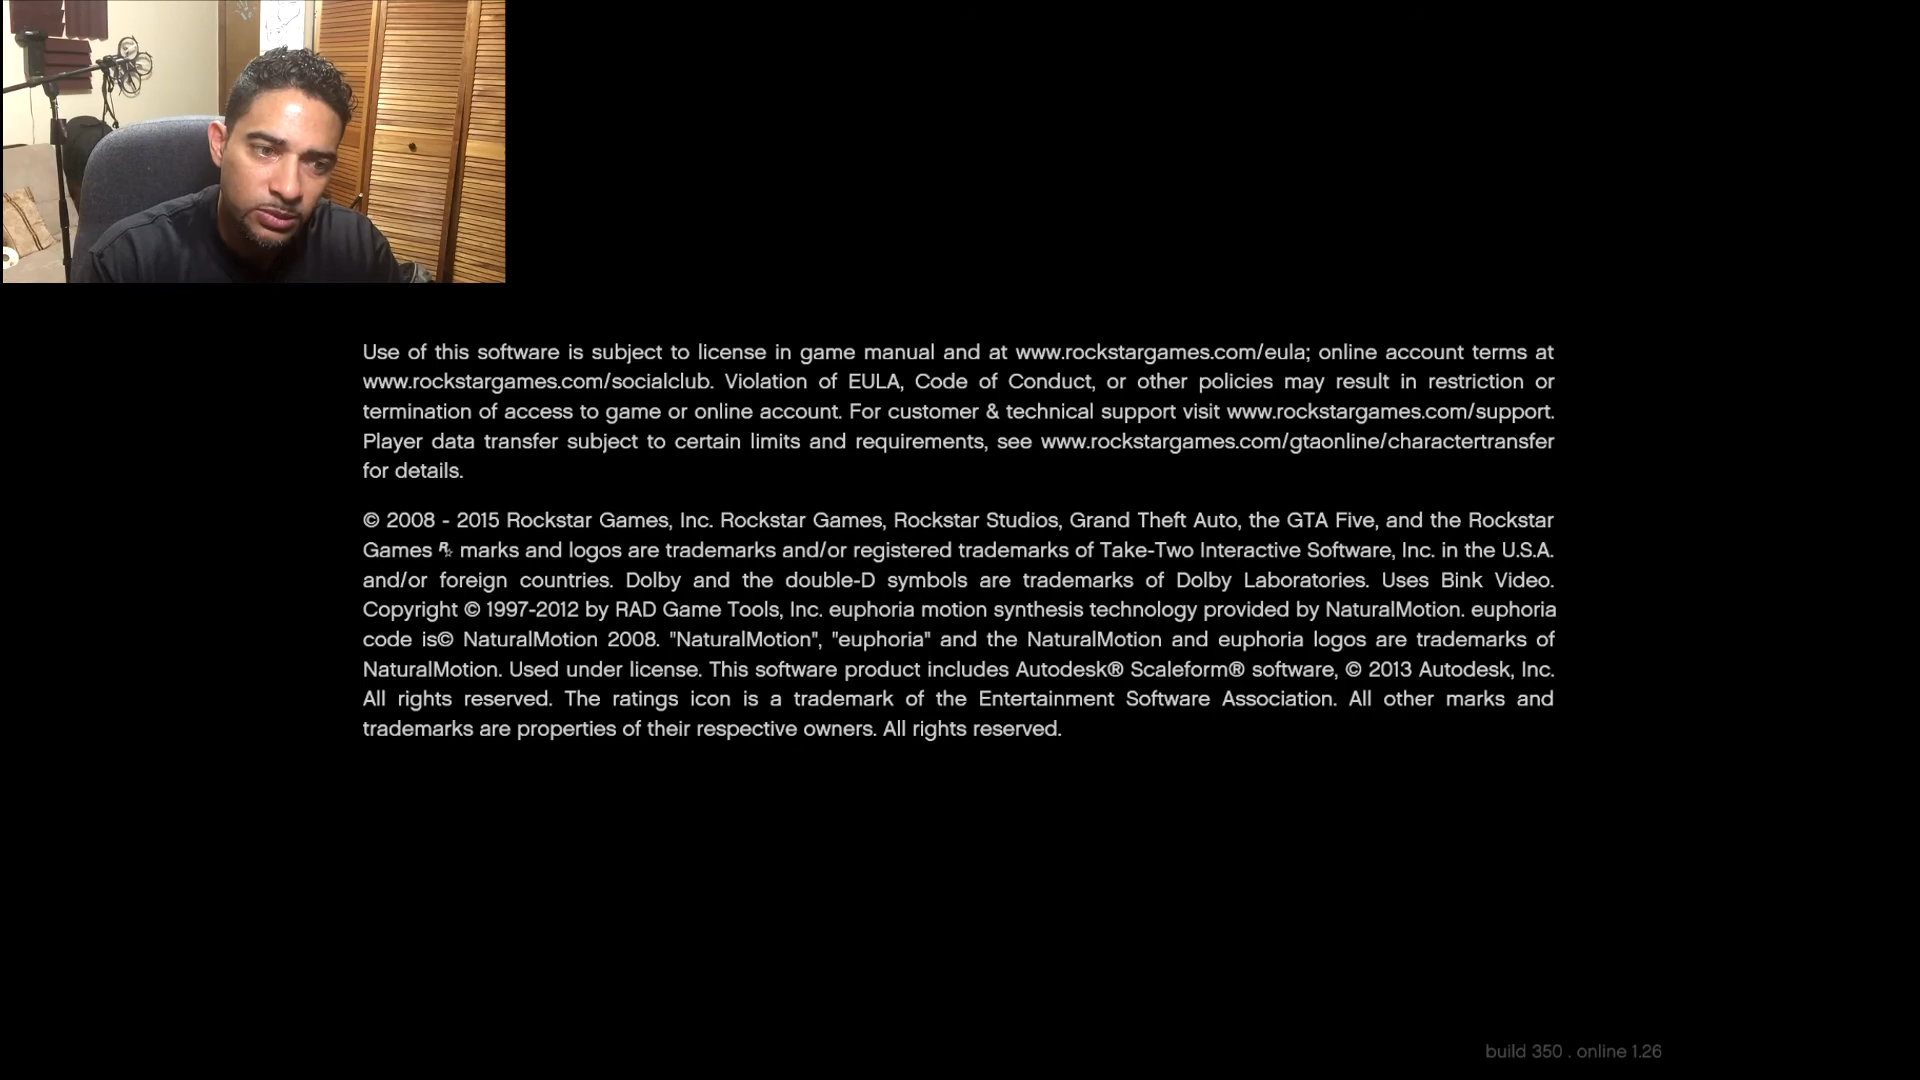 Use of this software is subject to license in game manual and at www.rockstargames.com/eula; online account terms at
www.rockstargames.com/socialclub. Violation of EULA, Code of Conduct, or other policies may result in restriction or
termination of access to game or online account. For customer & technical support visit www.rockstargames.com/support.
Player data transfer subject to certain limits and requirements, see www.rockstargames.com/gtaonline/charactertransfer
for details.
© 2008 - 2015 Rockstar Games, Inc. Rockstar Games, Rockstar Studios, Grand Theft Auto, the GTA Five, and the Rockstar
Games R* marks and logos are trademarks and/or registered trademarks of Take-Two Interactive Software, Inc. in the U.S.A.
and/or foreign countries. Dolby and the double-D symbols are trademarks of Dolby Laboratories. Uses Bink Video.
Copyright © 1997-2012 by RAD Game Tools, Inc. euphoria motion synthesis technology provided by NaturalMotion. euphoria
code is© NaturalMotion 2008. "NaturalMotion", "euphoria" and the NaturalMotion and euphoria logos are trademarks of
NaturalMotion. Used under license. This software product includes Autodesk® Scaleform® software, © 2013 Autodesk, Inc.
All rights reserved. The ratings icon is a trademark of the Entertainment Software Association. All other marks and
trademarks are properties of their respective owners. All rights reserved.
build 350 . online 1.26